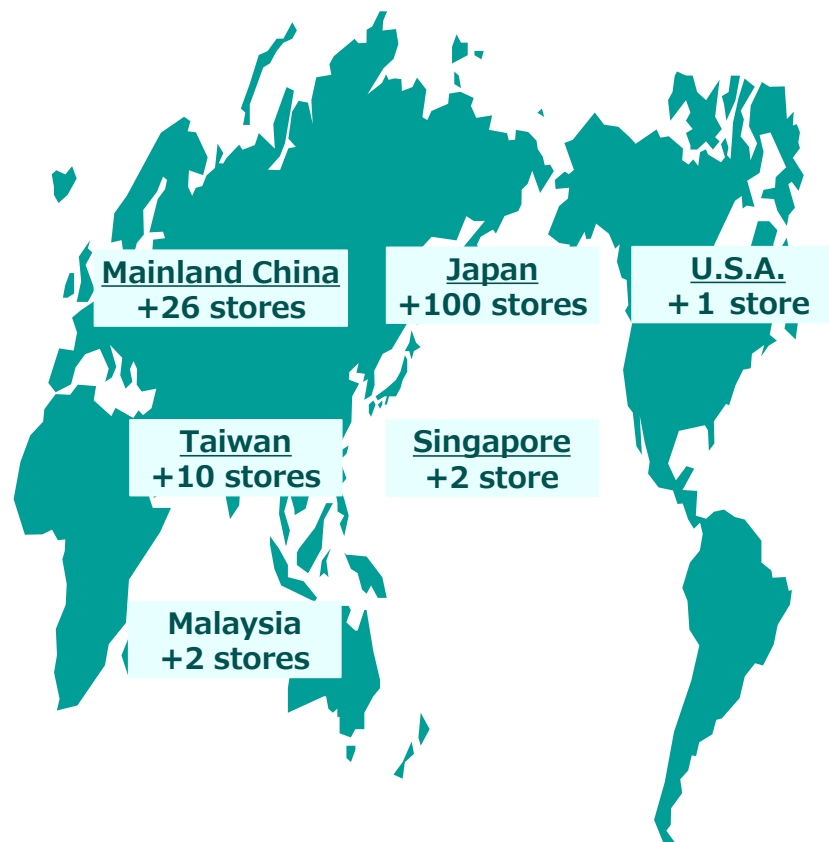 Mainland China
+26 stores
Japan
+100 stores
U.S.A.
+１ store
Taiwan
+10 stores
Singapore
+2 store
Malaysia
+2 stores